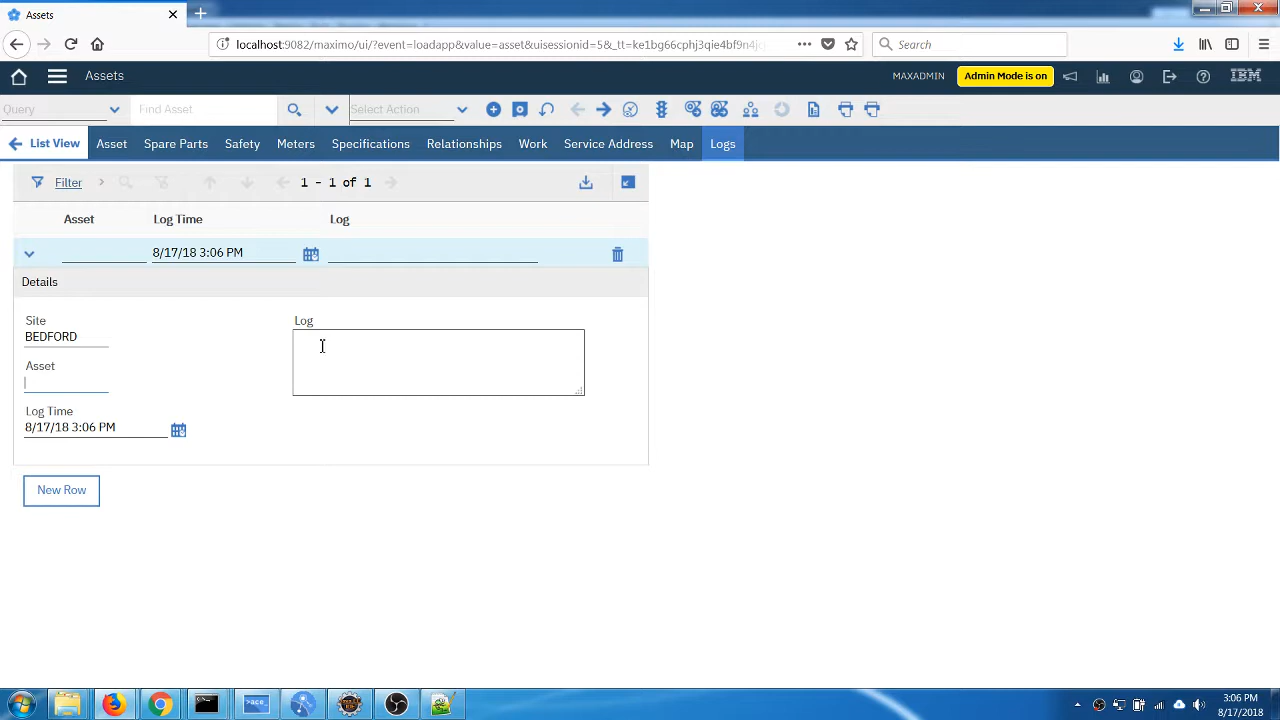 Assets
localhost:9082/maximo/ui/?event=loadapp&value=asset&uisessionid=5&_tt=ke1bg66cphj3qie4bf9n4j
Search
Assets
MAXADMIN
Admin Mode is on
IBM
Query
Find Asset
Select Action
List View
Asset
Spare Parts
Safety
Meters
Specifications
Relationships
Work
Service Address
Map
Logs
Filter
1 - 1 of 1
Asset
Log Time
Log
8/17/18 3:06 PM
Details
Site
BEDFORD
Log
Asset
Log Time
8/17/18 3:06 PM
New Row
3:06 PM
8/17/2018